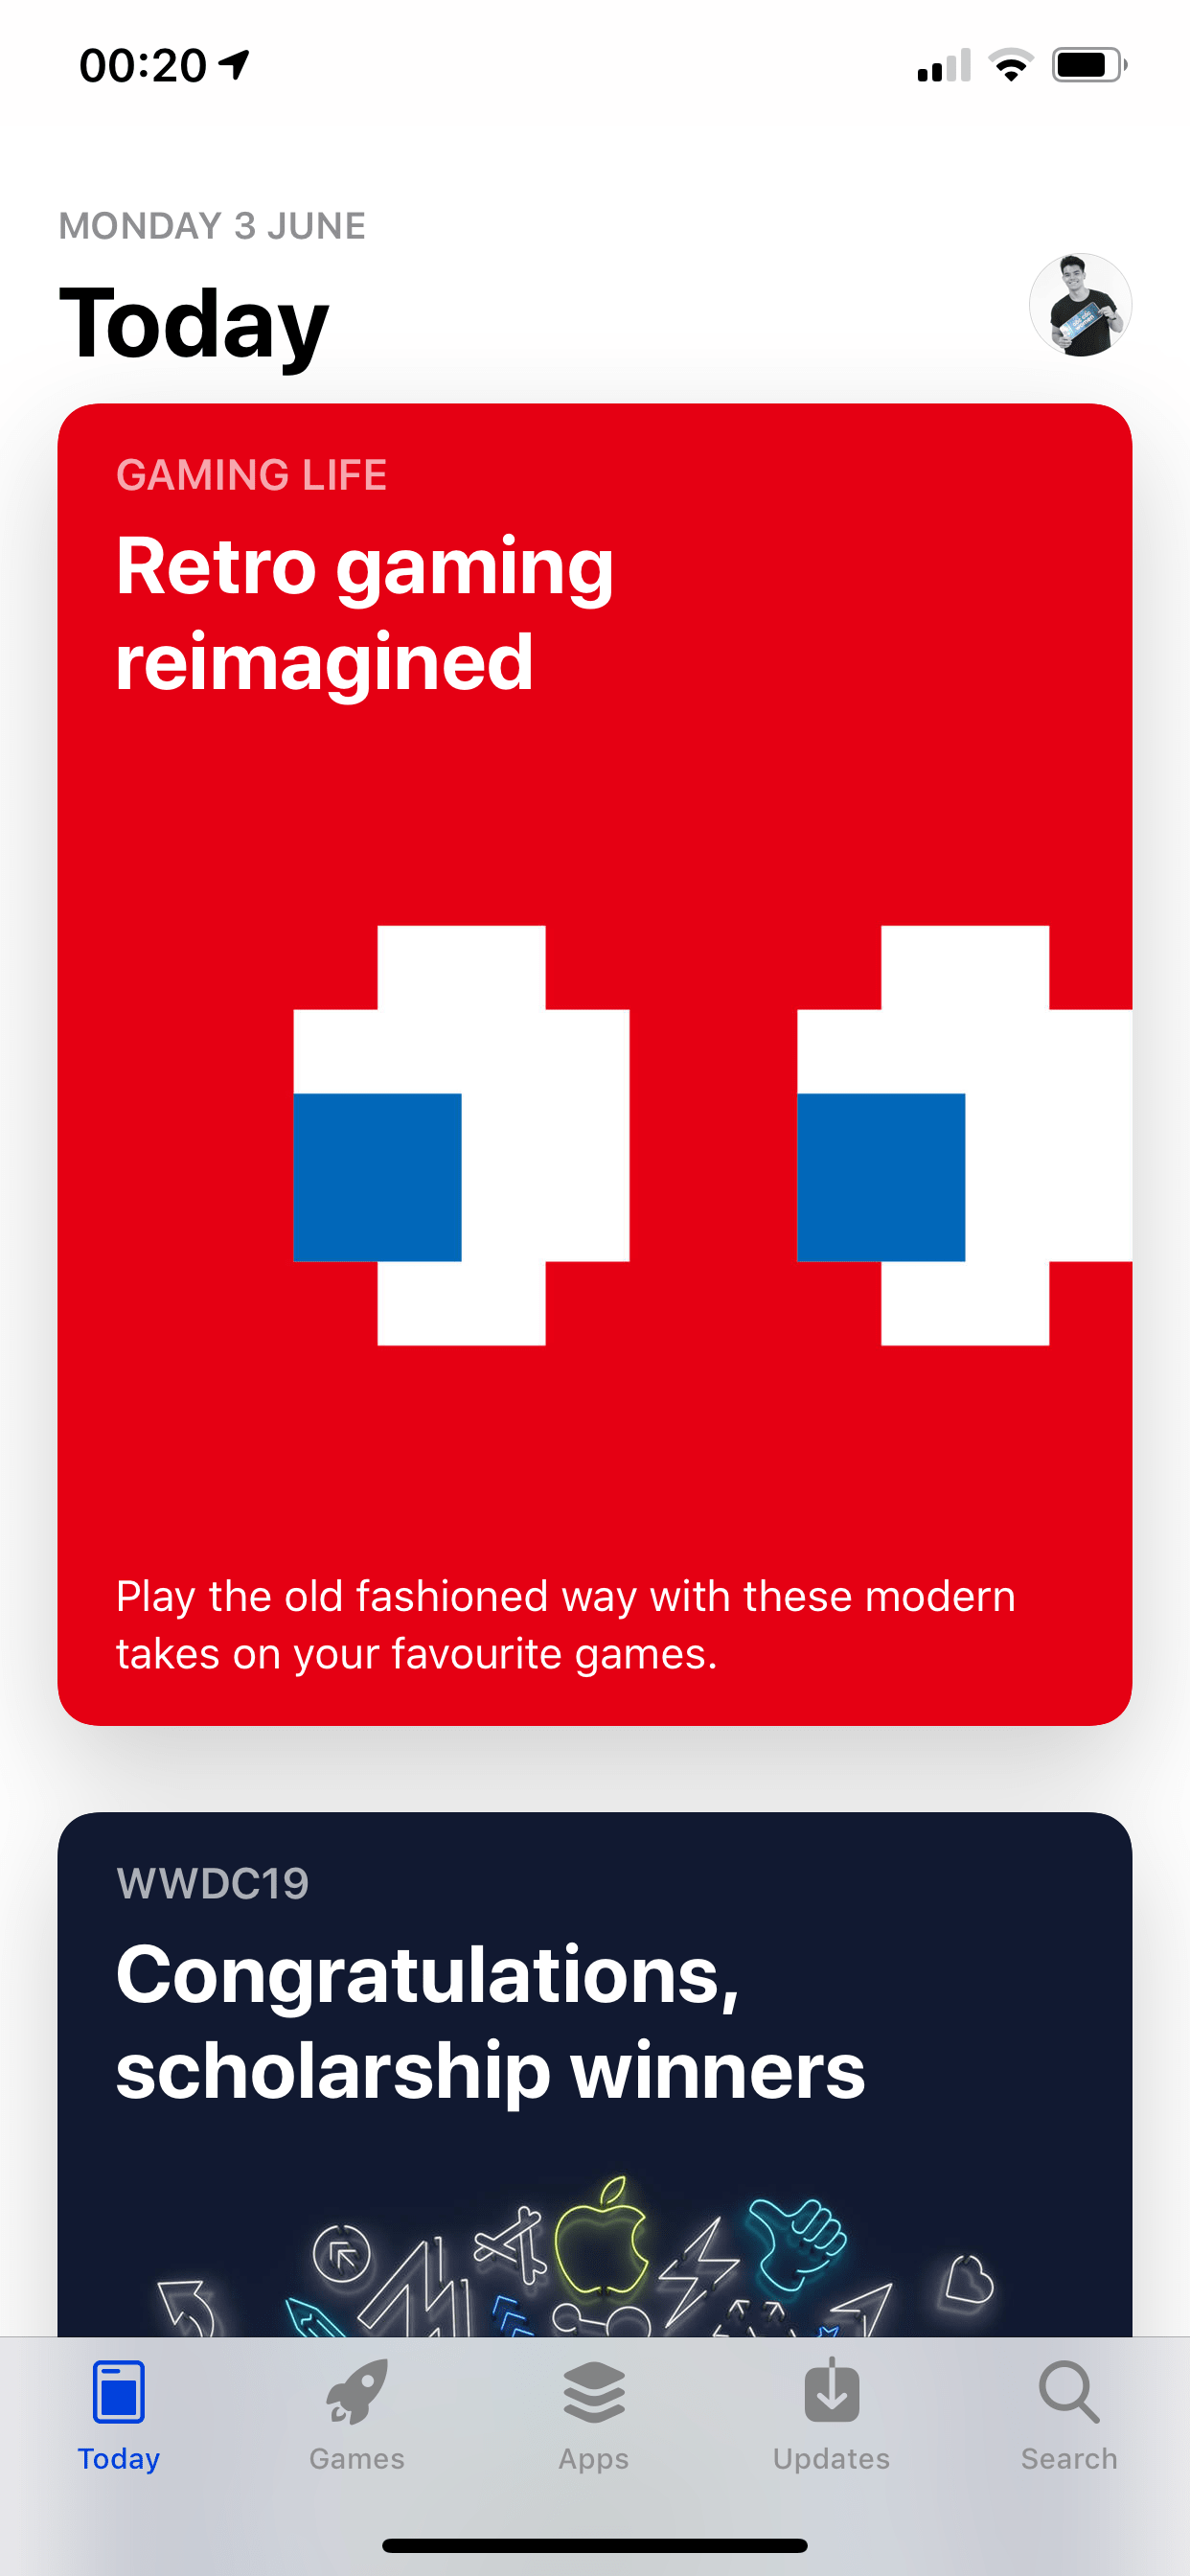 00:20
MONDAY 3 JUNE
Today
GAMING LIFE
Retro gaming
reimagined
Play the old fashioned way with these modern
takes on your favourite games.
WWDC19
Congratulations,
scholarship winners
Today
Games
Apps
Updates
Search